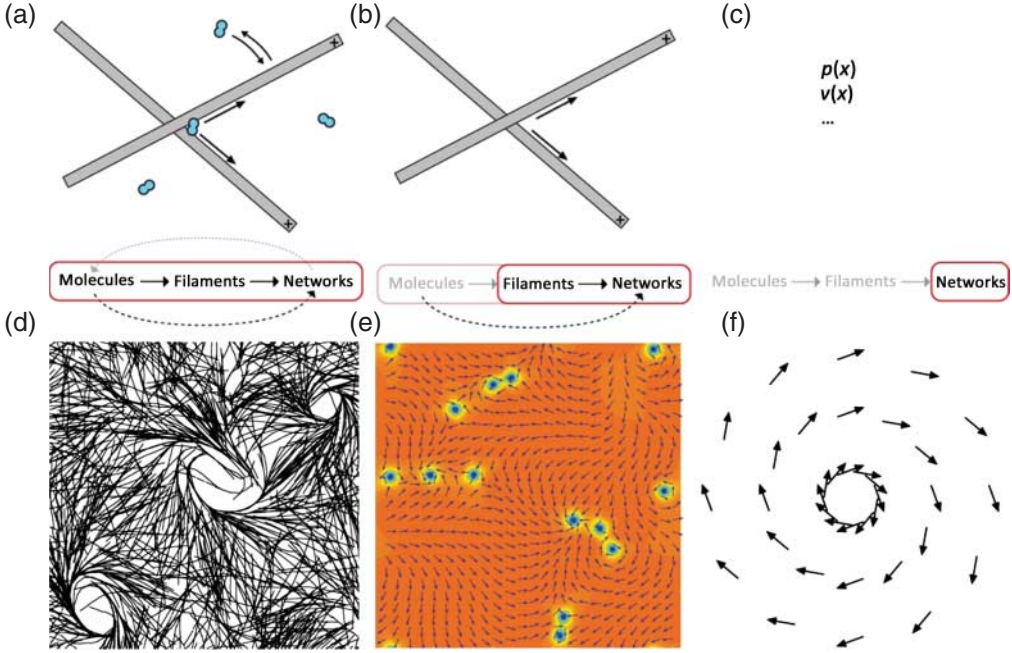 (a)
+
+
(b)
+
+
(c)
p(x)
v(x)
...
Molecules → Filaments → Networks
Molecules → Filaments → Networks
Molecules → Filaments → Networks
(d)
(e)
(f)